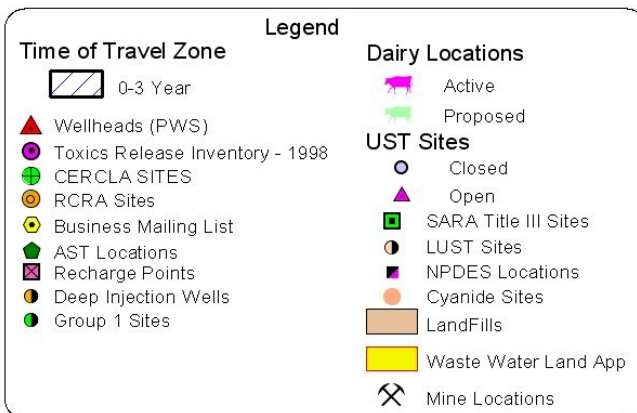 Legend
Time of Travel Zone
0-3 Year
Wellheads (PWS)
Toxics Release Inventory - 1998
CERCLA SITES
RCRA Sites
Business Mailing List
AST Locations
Recharge Points
Deep Injection Wells
Group 1 Sites
Dairy Locations
Active
Proposed
UST Sites
Closed
Open
SARA Title III Sites
LUST Sites
NPDES Locations
Cyanide Sites
LandFills
Waste Water Land App
Mine Locations